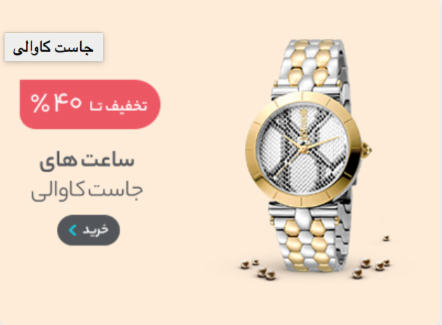 جاست کاوالی
تخفیف تا ۴۰%
ساعت های
جاست کاوالی
خرید